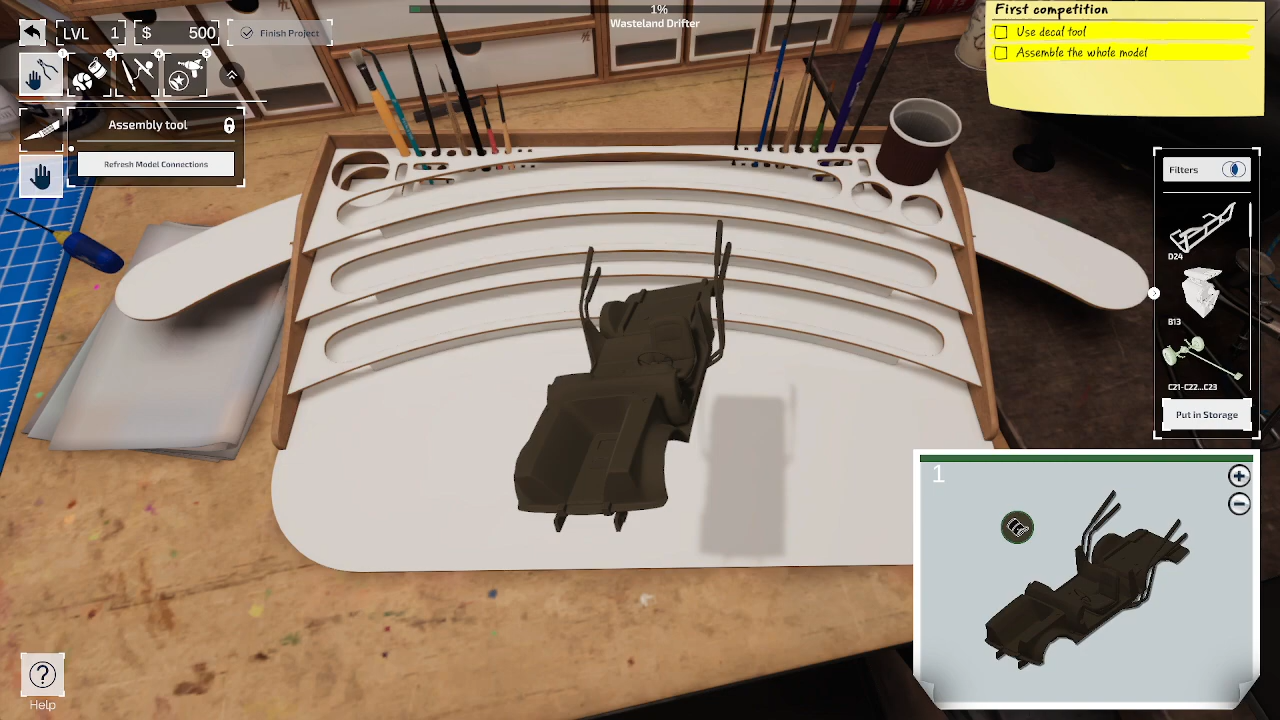 1%
Wasteland Drifter
LVL 1
$ 500
Finish Project
First competition
Use decal tool
Assemble the whole model
Assembly tool
Refresh Model Connections
Filters
D24
B13
C21-C22...C23
Put in Storage
1
?
Help